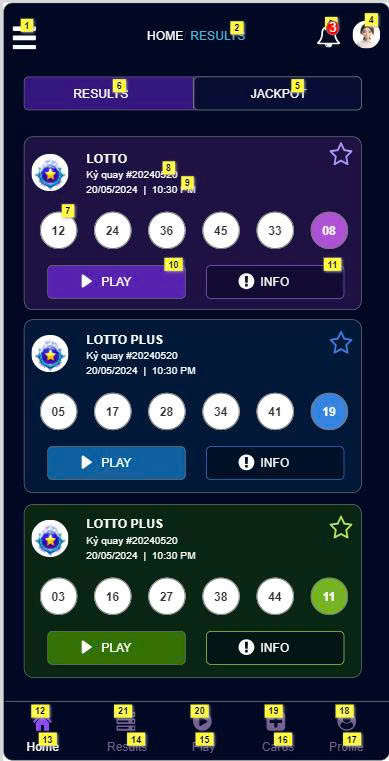 1
2
3
4
HOME RESULTS
6
5
RESULTS
JACKPOT
LOTTO
8
Kỳ quay #20240520
9
20/05/2024 | 10:30 PM
7
12 24 36 45 33 08
10
11
PLAY
INFO
LOTTO PLUS
Kỳ quay #20240520
20/05/2024 | 10:30 PM
05 17 28 34 41 19
PLAY
INFO
LOTTO PLUS
Kỳ quay #20240520
20/05/2024 | 10:30 PM
03 16 27 38 44 11
PLAY
INFO
12 21 20 19 18
13 14 15 16 17
Home Results Play Cards Profile